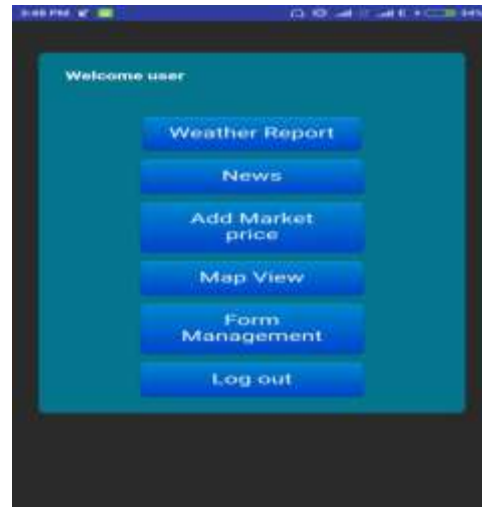 Welcome user
Weather Report
News
Add Market
price
Map View
Form
Management
Log out